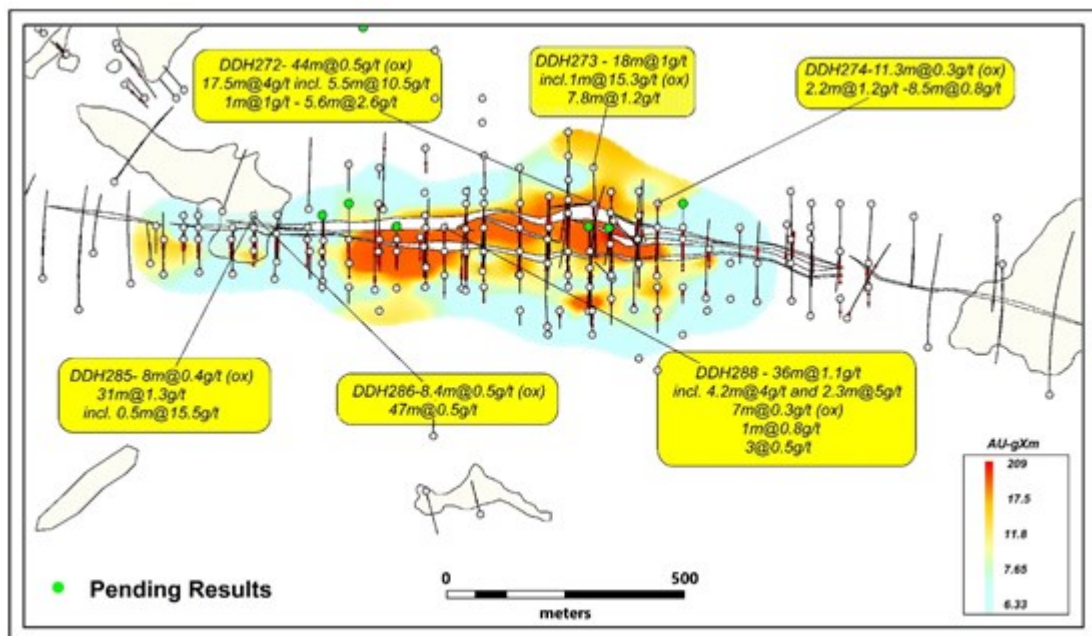 DDH272- 44m@0.5g/t (ox)
17.5m@4g/t incl. 5.5m@10.5g/t
1m@1g/t - 5.6m@2.6g/t
DDH273 - 18m@1g/t
incl.1m@15.3g/t (ox)
7.8m@1.2g/t
DDH274-11.3m@0.3g/t (ox)
2.2m@1.2g/t -8.5m@0.8g/t
DDH285- 8m@0.4g/t (ox)
31m@1.3g/t
incl. 0.5m@15.5g/t
DDH286-8.4m@0.5g/t (ox)
47m@0.5g/t
DDH288 - 36m@1.1g/t
incl. 4.2m@4g/t and 2.3m@5g/t
7m@0.3g/t (ox)
1m@0.8g/t
3@0.5g/t
AU-gXm
209
17.5
11.8
7.65
6.33
Pending Results
0 500
meters